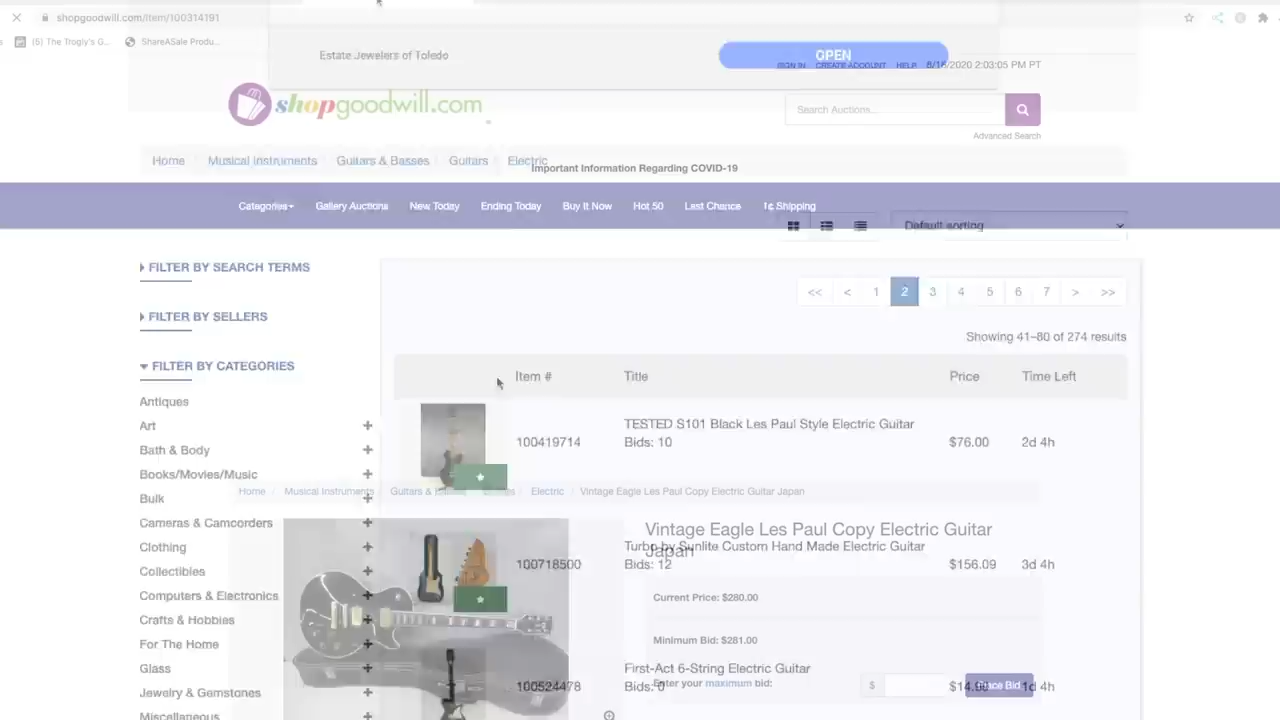 shopgoodwill.com/item/100314191
(5) The Trogly's G...
ShareASale Produ...
Estate Jewelers of Toledo
OPEN
SIGN IN CREATE ACCOUNT HELP 8/16/2020 2:03:05 PM PT
shopgoodwill.com
Search Auctions...
Advanced Search
Home Musical Instruments Guitars & Basses Guitars Electric
Important Information Regarding COVID-19
Categories Gallery Auctions New Today Ending Today Buy It Now Hot 50 Last Chance 1¢ Shipping
Default sorting
FILTER BY SEARCH TERMS
<< < 1 2 3 4 5 6 7 > >>
FILTER BY SELLERS
Showing 41–80 of 274 results
FILTER BY CATEGORIES
Item # Title Price Time Left
Antiques
Art
Bath & Body
Books/Movies/Music
Bulk
Cameras & Camcorders
Clothing
Collectibles
Computers & Electronics
Crafts & Hobbies
For The Home
Glass
Jewelry & Gemstones
Miscellaneous
TESTED S101 Black Les Paul Style Electric Guitar
100419714 Bids: 10 $76.00 2d 4h
Home / Musical Instruments / Guitars & / Electric / Vintage Eagle Les Paul Copy Electric Guitar Japan
Vintage Eagle Les Paul Copy Electric Guitar
Japan
Turbo by Sunlite Custom Hand Made Electric Guitar
100718500 Bids: 12 $156.09 3d 4h
Current Price: $280.00
Minimum Bid: $281.00
First-Act 6-String Electric Guitar
100524478 Bids: 0 1d 4h
Enter your maximum bid: $ Place Bid